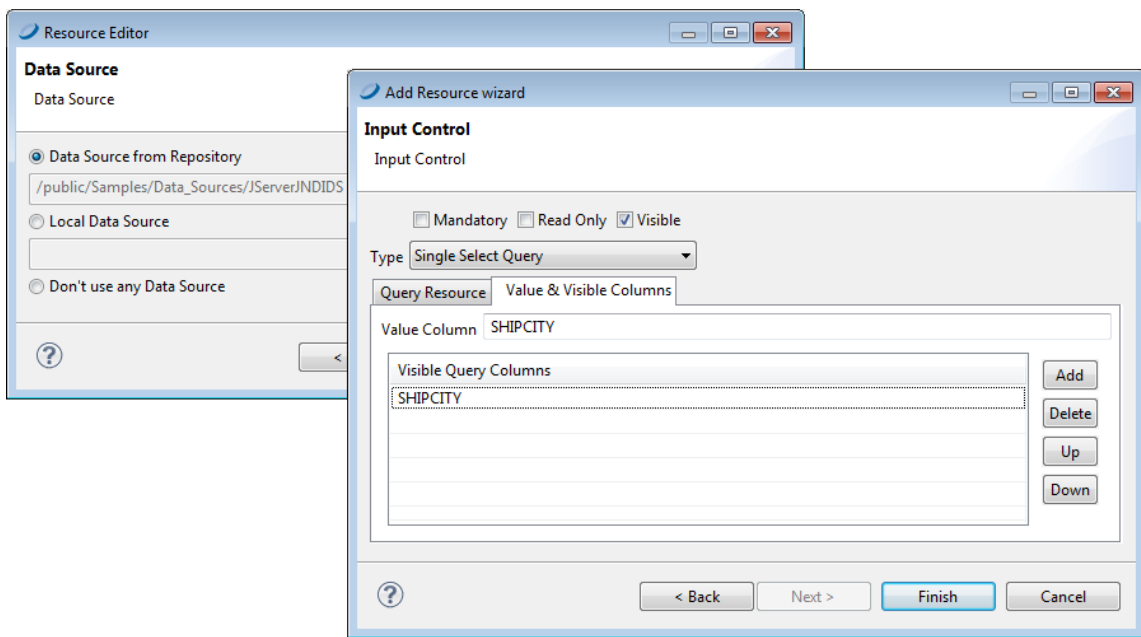 Resource Editor
Data Source
Data Source
Data Source from Repository
/public/Samples/Data_Sources/JServerJNDIDS
Local Data Source
Don't use any Data Source
<
Add Resource wizard
Input Control
Input Control
Mandatory Read Only Visible
Type Single Select Query
Query Resource Value & Visible Columns
Value Column SHIPCITY
Visible Query Columns
SHIPCITY
Add
Delete
Up
Down
? < Back Next > Finish Cancel
?